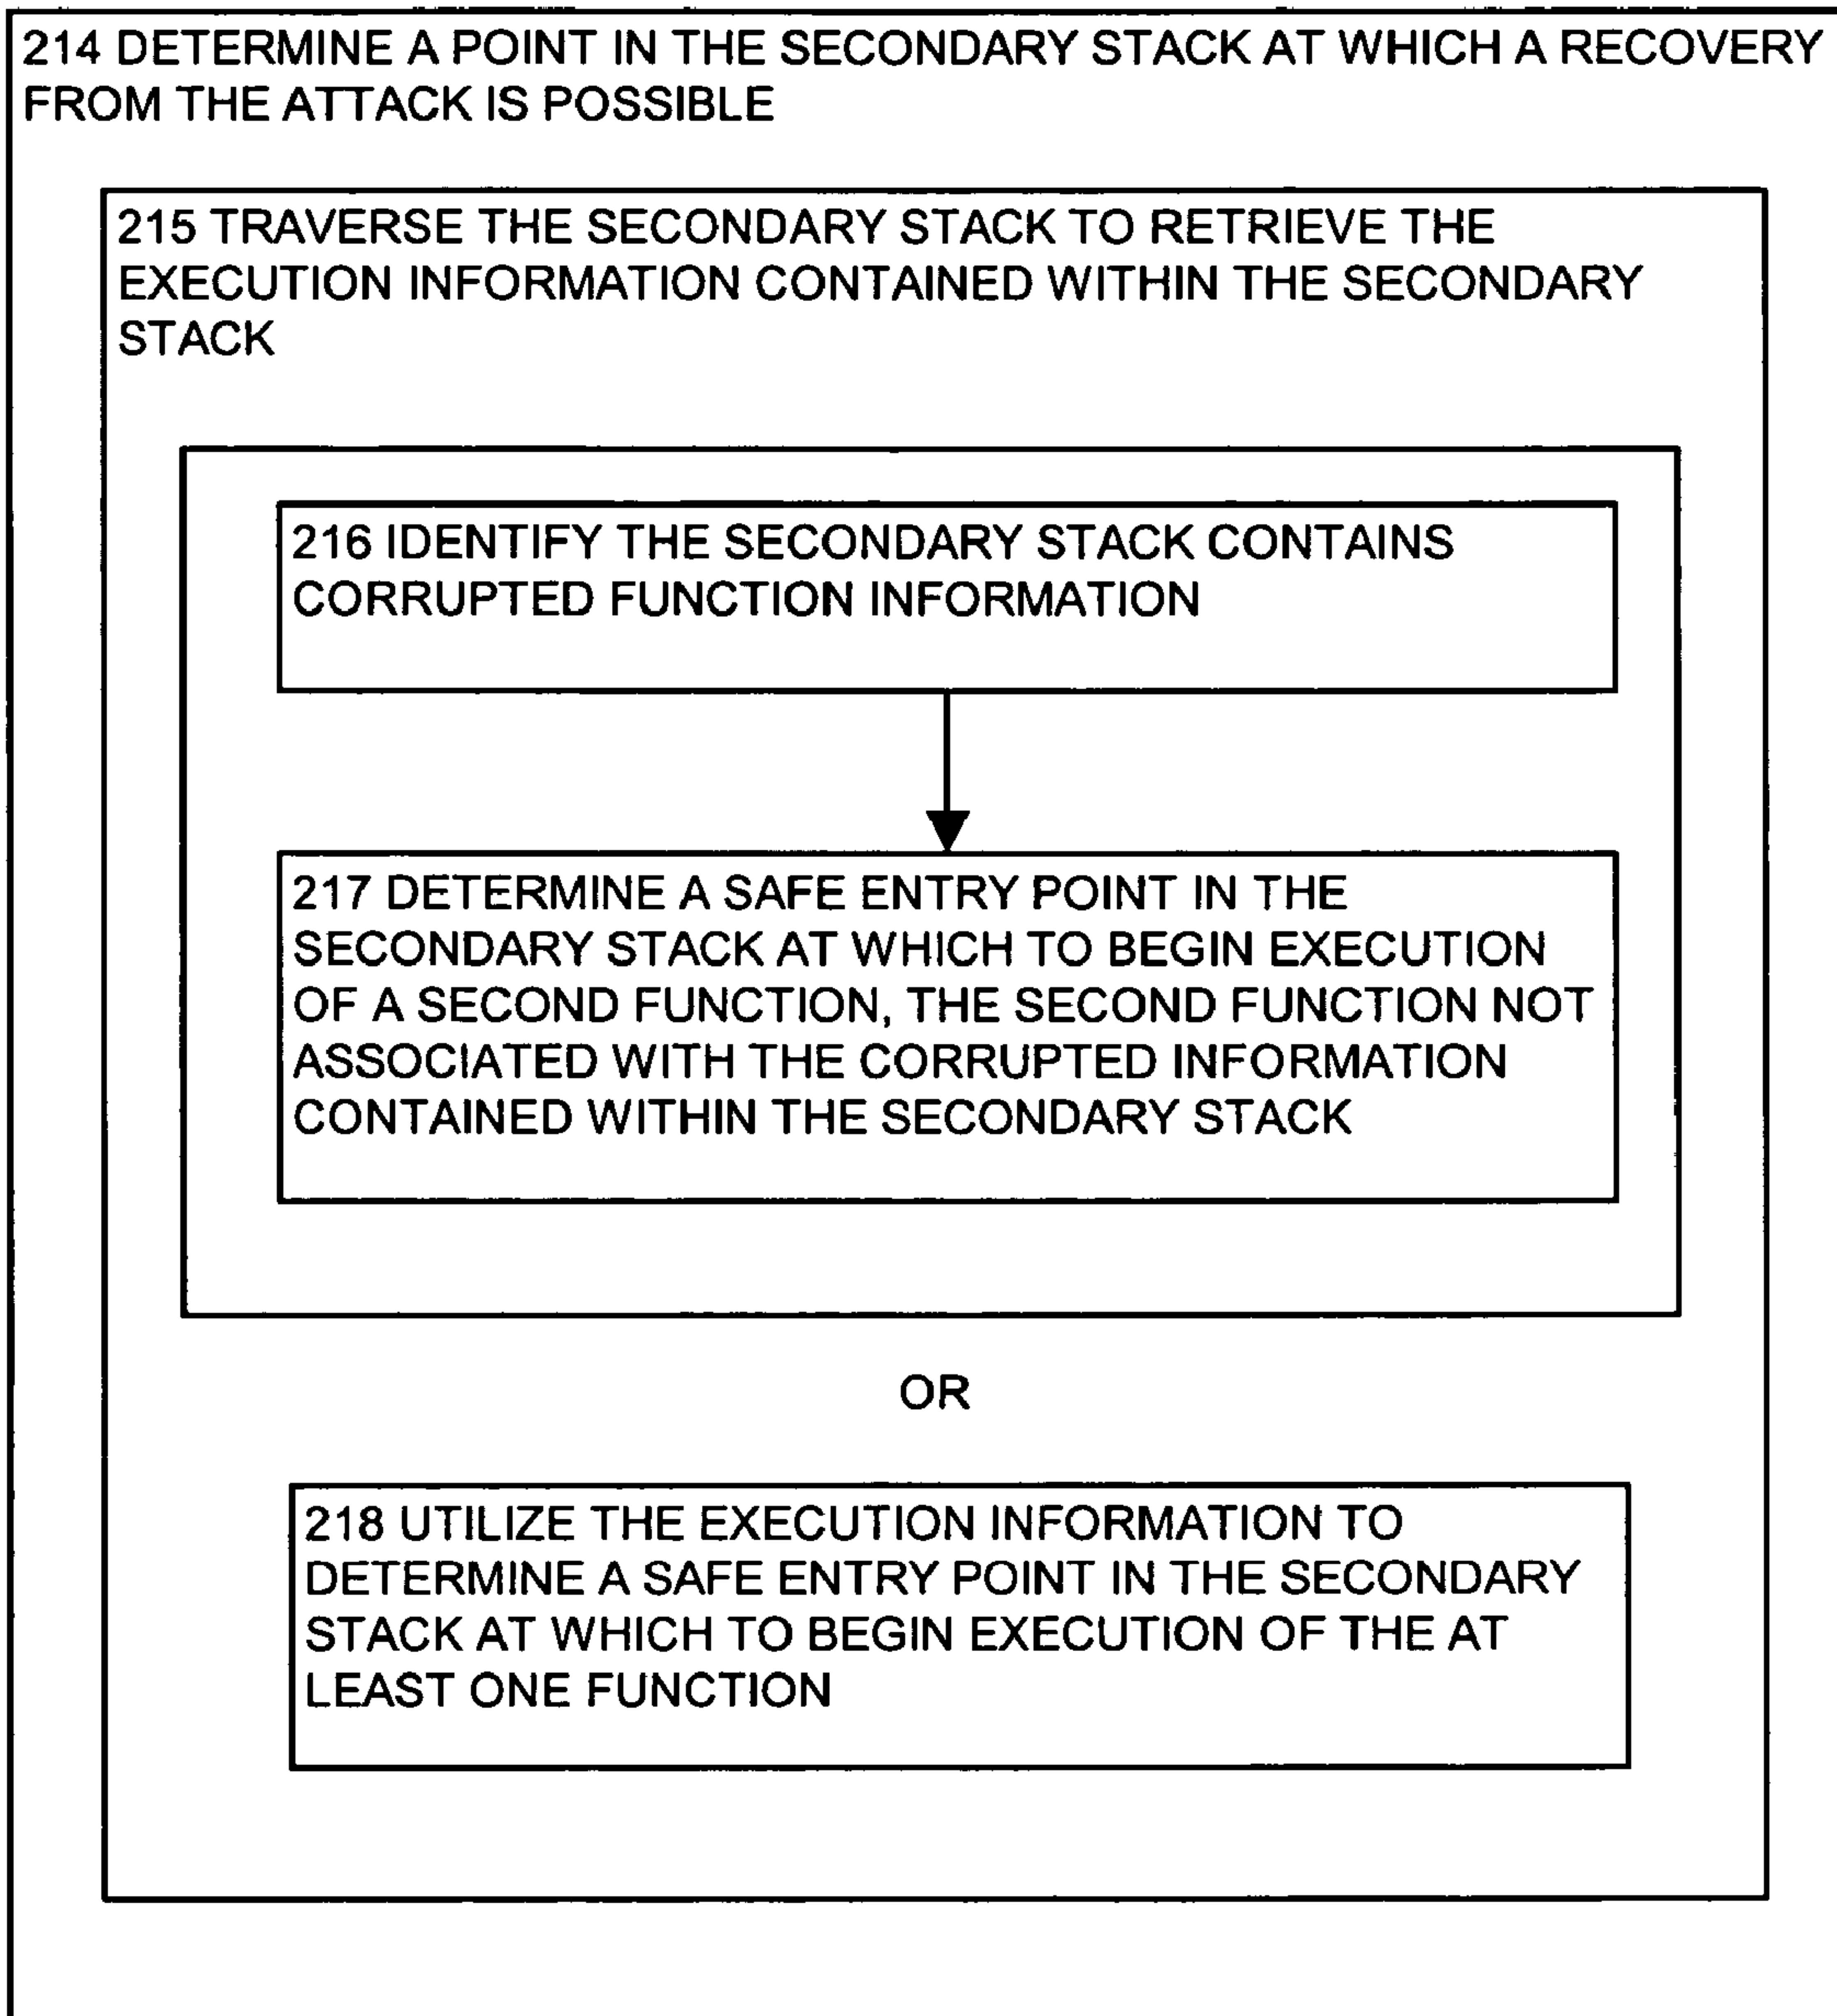 214 DETERMINE A POINT IN THE SECONDARY STACK AT WHICH A RECOVERY
FROM THE ATTACK IS POSSIBLE
215 TRAVERSE THE SECONDARY STACK TO RETRIEVE THE
EXECUTION INFORMATION CONTAINED WITHIN THE SECONDARY
STACK
216 IDENTIFY THE SECONDARY STACK CONTAINS
CORRUPTED FUNCTION INFORMATION
217 DETERMINE A SAFE ENTRY POINT IN THE
SECONDARY STACK AT WHICH TO BEGIN EXECUTION
OF A SECOND FUNCTION, THE SECOND FUNCTION NOT
ASSOCIATED WITH THE CORRUPTED INFORMATION
CONTAINED WITHIN THE SECONDARY STACK
OR
218 UTILIZE THE EXECUTION INFORMATION TO
DETERMINE A SAFE ENTRY POINT IN THE SECONDARY
STACK AT WHICH TO BEGIN EXECUTION OF THE AT
LEAST ONE FUNCTION